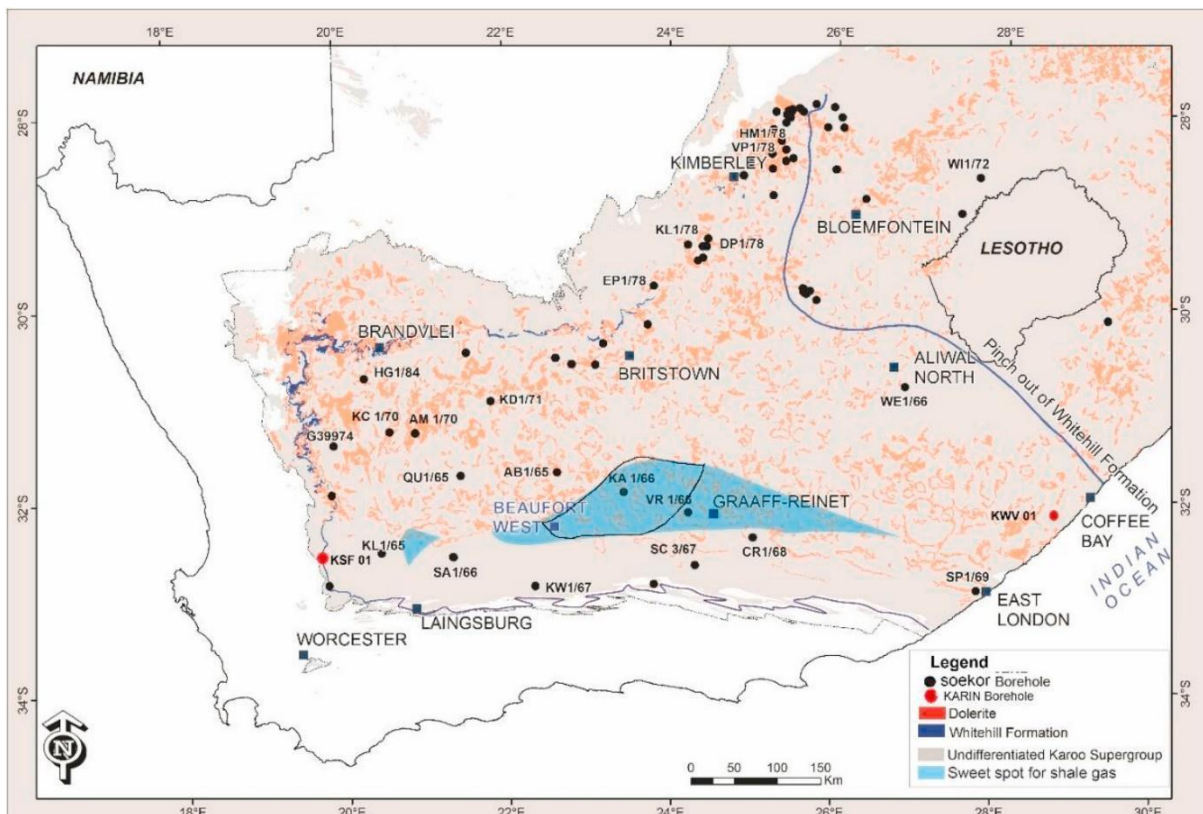 18°E 20°E 22°E 24°E 26°E 28°E
NAMIBIA
28°S
28°S
HM1/78
VP1/78
KIMBERLEY
WI1/72
BLOEMFONTEIN
KL1/78
DP1/78
LESOTHO
EP1/78
30°S
30°S
BRANDVLEI
BRITSTOWN
ALIWAL
NORTH
Pinch out of Whitehill Formation
HG1/84
WE1/66
KD1/71
KC 1/70
AM 1/70
G39974
QU1/65
AB1/65
KA 1/66
VR 1/66
GRAAFF-REINET
BEAUFORT
WEST
32°S
32°S
KWV 01
COFFEE
BAY
KL1/65
KSF 01
SA1/66
SC 3/67
CR1/68
INDIAN
OCEAN
KW1/67
SP1/69
EAST
LONDON
LAINGSBURG
WORCESTER
34°S
34°S
Legend
soekor Borehole
KARIN Borehole
Dolerite
Whitehill Formation
Undifferentiated Karoo Supergroup
Sweet spot for shale gas
N
0 50 100 150
Km
18°E 20°E 22°E 24°E 26°E 28°E 30°E